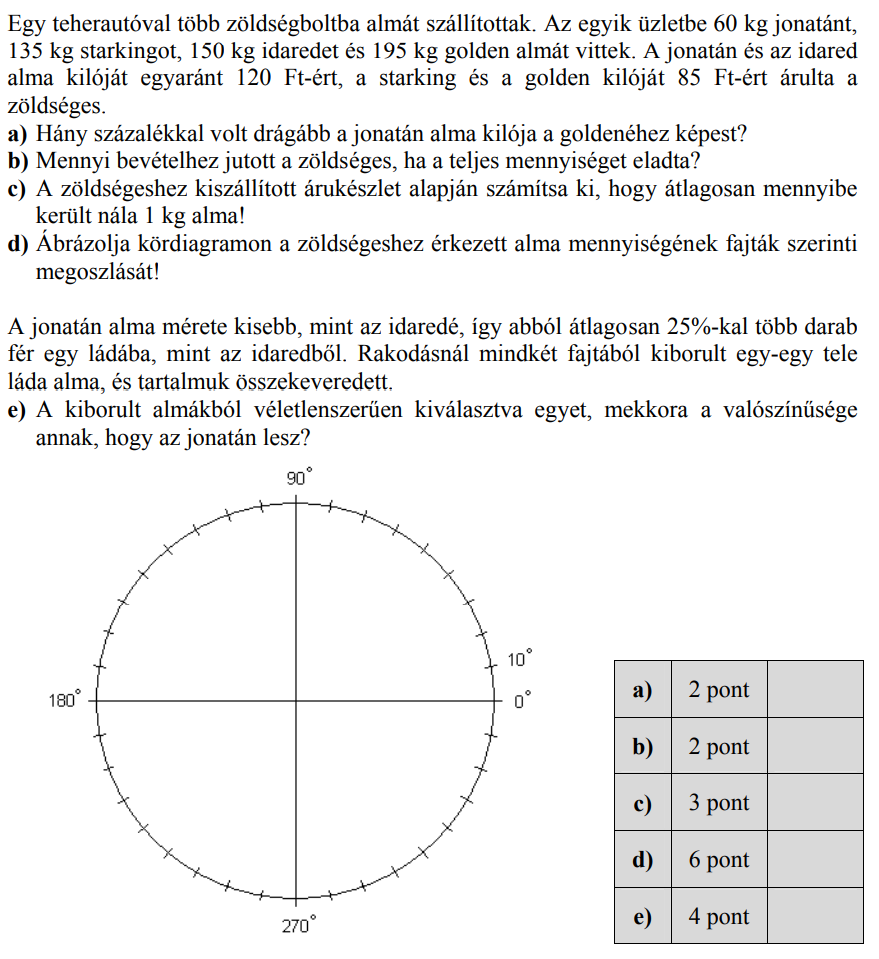 Egy teherautóval több zöldségboltba almát szállítottak. Az egyik üzletbe 60 kg jonatánt,
135 kg starkingot, 150 kg idaredet és 195 kg golden almát vittek. A jonatán és az idared
alma kilóját egyaránt 120 Ft-ért, a starking és a golden kilóját 85 Ft-ért árulta a
zöldséges.
a) Hány százalékkal volt drágább a jonatán alma kilója a goldenéhez képest?
b) Mennyi bevételhez jutott a zöldséges, ha a teljes mennyiséget eladta?
c) A zöldségeshez kiszállított árukészlet alapján számítsa ki, hogy átlagosan mennyibe
került nála 1 kg alma!
d) Ábrázolja kördiagramon a zöldségeshez érkezett alma mennyiségének fajták szerinti
megoszlását!
A jonatán alma mérete kisebb, mint az idaredé, így abból átlagosan 25%-kal több darab
fér egy ládába, mint az idaredből. Rakodásnál mindkét fajtából kiborult egy-egy tele
láda alma, és tartalmuk összekeveredett.
e) A kiborult almákból véletlenszerűen kiválasztva egyet, mekkora a valószínűsége
annak, hogy az jonatán lesz?
90°
10°
180°
0°
270°
a) 2 pont
b) 2 pont
c) 3 pont
d) 6 pont
e) 4 pont